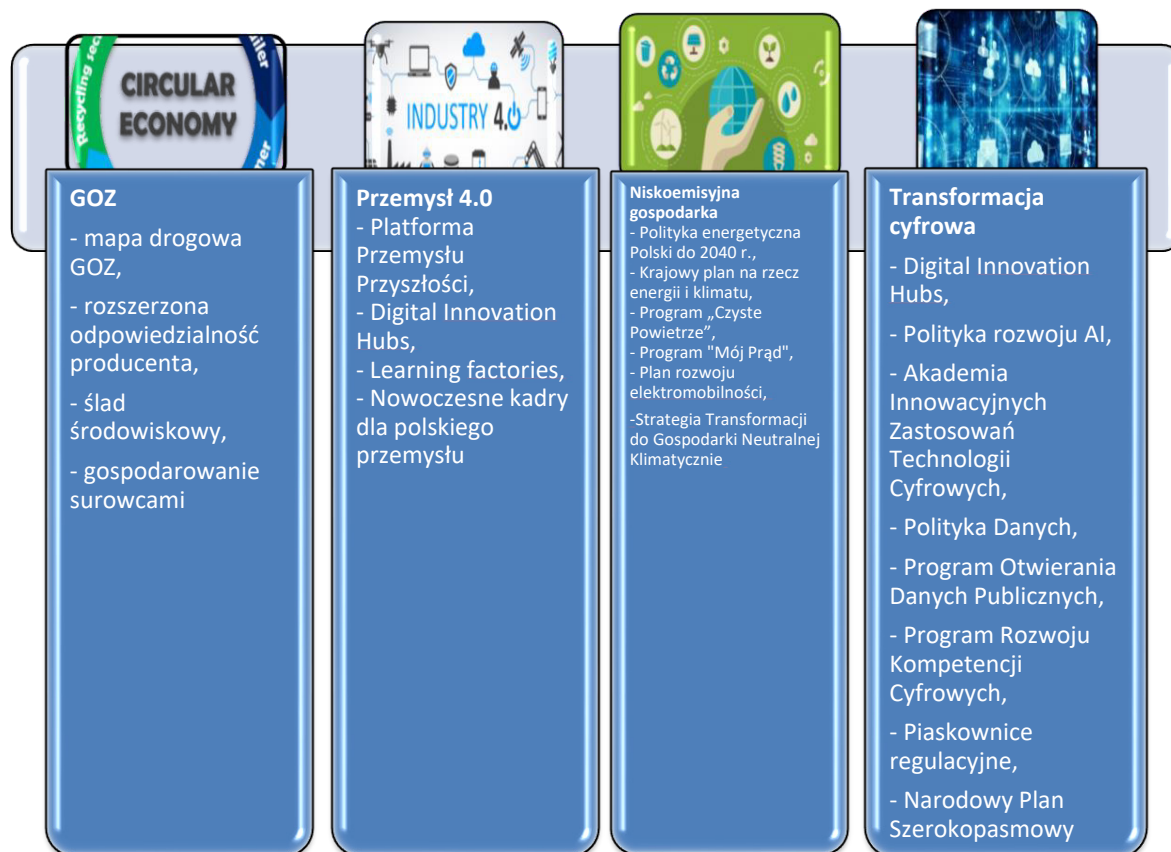 Recycling sec
CIRCULAR
ECONOMY
INDUSTRY 4.0
GOZ
- mapa drogowa
GOZ,
- rozszerzona
odpowiedzialność
producenta,
- ślad
środowiskowy,
- gospodarowanie
surowcami
Przemysł 4.0
- Platforma
Przemysłu
Przyszłości,
- Digital Innovation
Hubs,
- Learning factories,
- Nowoczesne kadry
dla polskiego
przemysłu
Niskoemisyjna
gospodarka
- Polityka energetyczna
Polski do 2040 r.,
- Krajowy plan na rzecz
energii i klimatu,
- Program „Czyste
Powietrze”,
- Program "Mój Prąd",
- Plan rozwoju
elektromobilności,
-Strategia Transformacji
do Gospodarki Neutralnej
Klimatycznie
Transformacja
cyfrowa
- Digital Innovation
Hubs,
- Polityka rozwoju AI,
- Akademia
Innowacyjnych
Zastosowań
Technologii
Cyfrowych,
- Polityka Danych,
- Program Otwierania
Danych Publicznych,
- Program Rozwoju
Kompetencji
Cyfrowych,
- Piaskownice
regulacyjne,
- Narodowy Plan
Szerokopasmowy